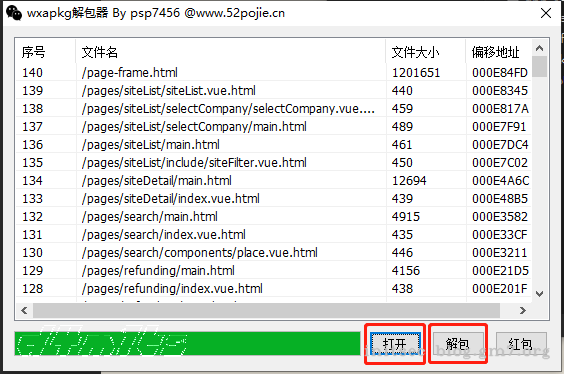 wxapkg解包器 By psp7456 @www.52pojie.cn
序号 文件名 文件大小 偏移地址
140 /page-frame.html 1201651 000E84FD
139 /pages/siteList/siteList.vue.html 440 000E8345
138 /pages/siteList/selectCompany/selectCompany.vue.... 459 000E817A
137 /pages/siteList/selectCompany/main.html 489 000E7F91
136 /pages/siteList/main.html 461 000E7DC4
135 /pages/siteList/include/siteFilter.vue.html 450 000E7C02
134 /pages/siteDetail/main.html 12694 000E4A6C
133 /pages/siteDetail/index.vue.html 439 000E48B5
132 /pages/search/main.html 4915 000E3582
131 /pages/search/index.vue.html 435 000E33CF
130 /pages/search/components/place.vue.html 446 000E3211
129 /pages/refunding/main.html 4156 000E21D5
128 /pages/refunding/index.vue.html 438 000E201F
打开 解包 红包